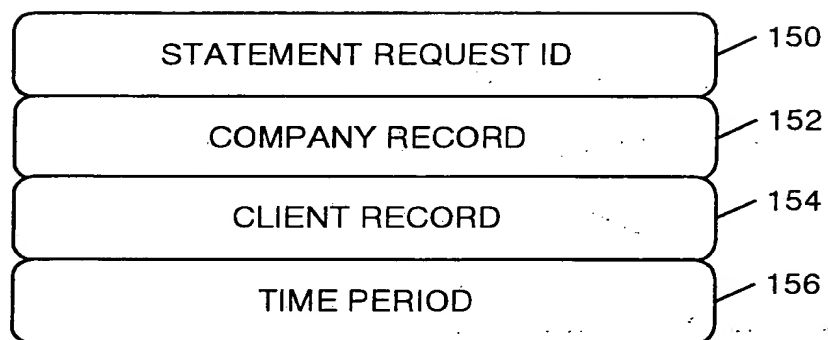 STATEMENT REQUEST ID 150
COMPANY RECORD 152
CLIENT RECORD 154
TIME PERIOD 156